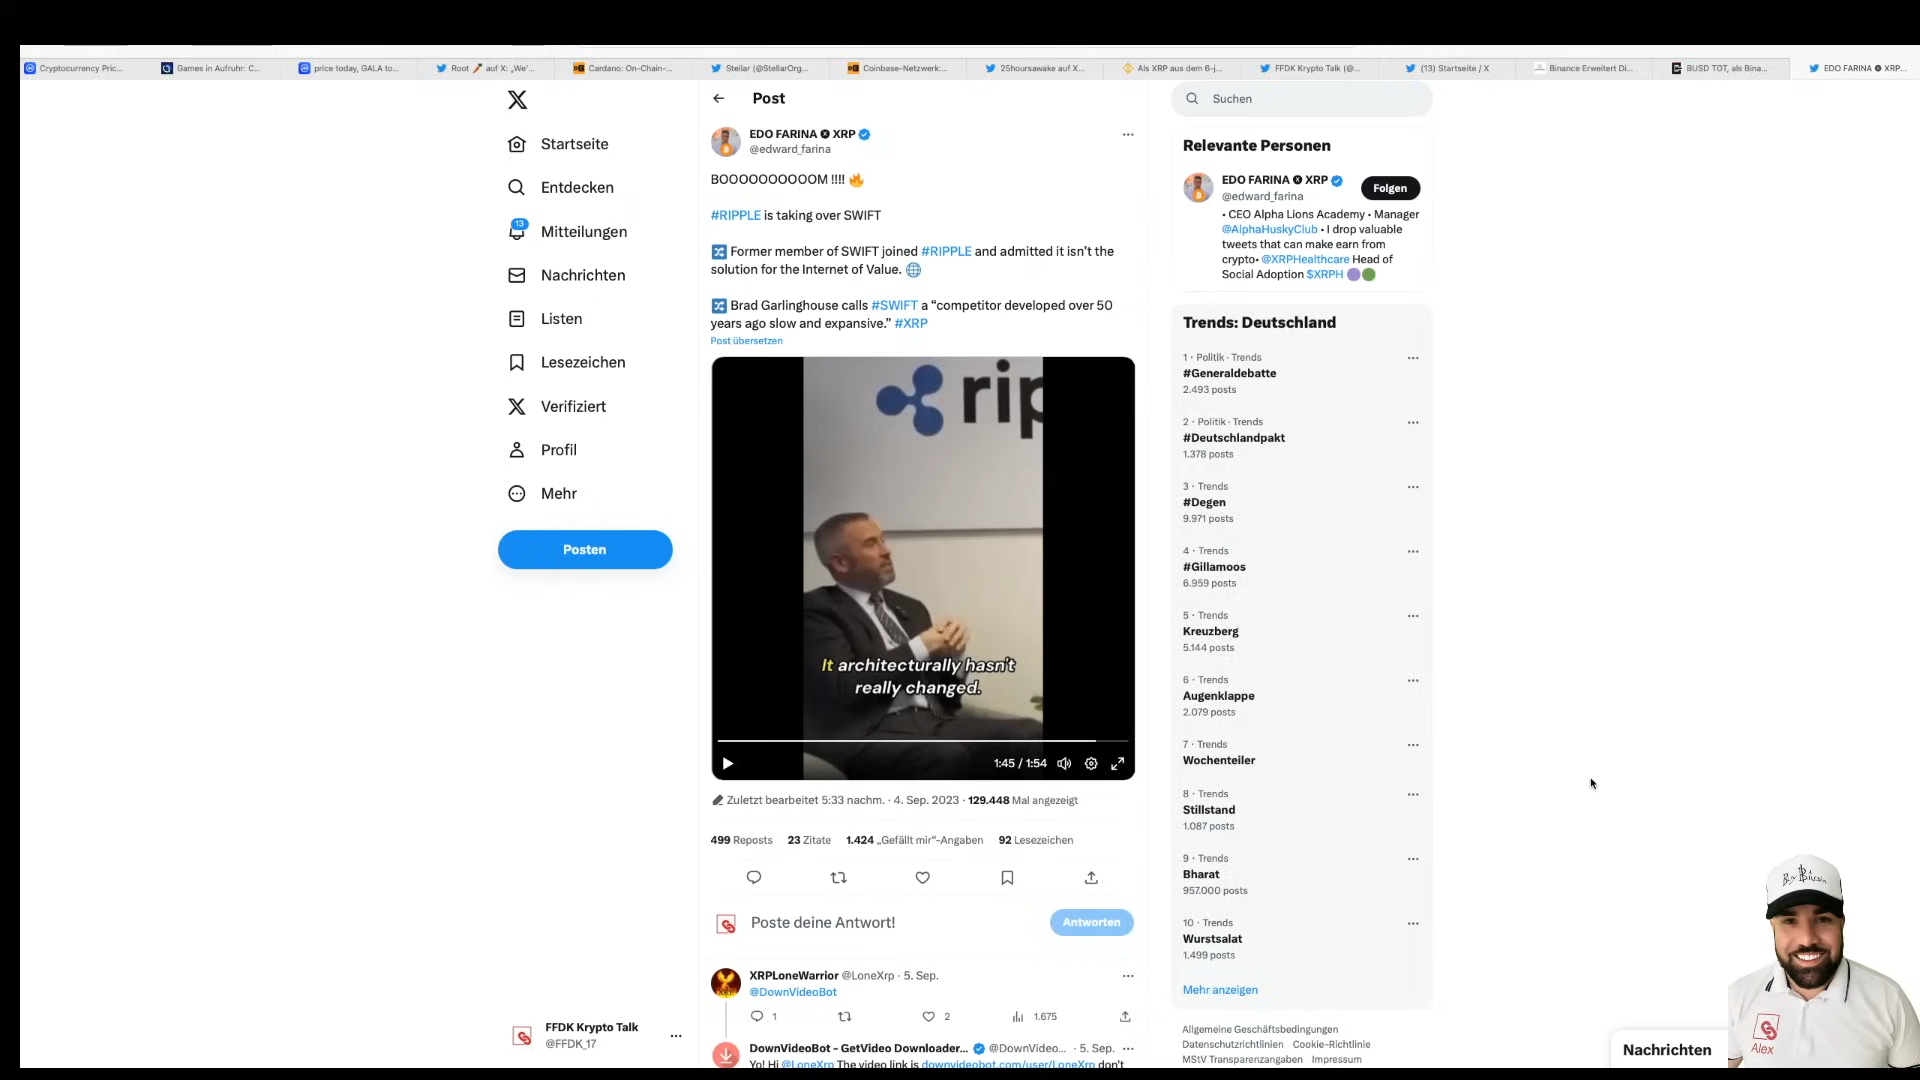 Cryptocurrency Pric...
Games in Aufruhr: C...
price today, GALA to...
Root 🥕 auf X: „We'...
Cardano: On-Chain-...
Stellar (@StellarOrg...
Coinbase-Netzwerk:...
25hoursawake auf X...
Als XRP aus dem 6-j...
FFDK Krypto Talk (@...
(13) Startseite / X
Binance Erweitert Di...
BUSD TOT, als Bina...
EDO FARINA 🅧 XRP...
Startseite
Entdecken
13
Mitteilungen
Nachrichten
Listen
Lesezeichen
Verifiziert
Profil
Mehr
Posten
FFDK Krypto Talk
@FFDK_17
Post
EDO FARINA 🅧 XRP
@edward_farina
BOOOOOOOOOOM !!!! 🔥
#RIPPLE is taking over SWIFT
🔀 Former member of SWIFT joined #RIPPLE and admitted it isn't the
solution for the Internet of Value. 🌐
🔀 Brad Garlinghouse calls #SWIFT a “competitor developed over 50
years ago slow and expansive.” #XRP
Post übersetzen
rip
It architecturally hasn't
really changed.
1:45 / 1:54
Zuletzt bearbeitet 5:33 nachm. · 4. Sep. 2023 · 129.448 Mal angezeigt
499 Reposts 23 Zitate 1.424 „Gefällt mir“-Angaben 92 Lesezeichen
Poste deine Antwort!
Antworten
XRPLoneWarrior @LoneXrp · 5. Sep.
@DownVideoBot
1 2 1.675
DownVideoBot - GetVideo Downloader... @DownVideo... · 5. Sep.
Yo! Hi @LoneXrp The video link is downvideobot.com/user/LoneXrp don't
Suchen
Relevante Personen
EDO FARINA 🅧 XRP
@edward_farina
Folgen
• CEO Alpha Lions Academy • Manager
@AlphaHuskyClub • I drop valuable
tweets that can make earn from
crypto• @XRPHealthcare Head of
Social Adoption $XRPH 🟣🟢
Trends: Deutschland
1 · Politik · Trends
#Generaldebatte
2.493 posts
2 · Politik · Trends
#Deutschlandpakt
1.378 posts
3 · Trends
#Degen
9.971 posts
4 · Trends
#Gillamoos
6.959 posts
5 · Trends
Kreuzberg
5.144 posts
6 · Trends
Augenklappe
2.079 posts
7 · Trends
Wochenteiler
8 · Trends
Stillstand
1.087 posts
9 · Trends
Bharat
957.000 posts
10 · Trends
Wurstsalat
1.499 posts
Mehr anzeigen
Allgemeine Geschäftsbedingungen
Datenschutzrichtlinien Cookie-Richtlinie
MStV Transparenzangaben Impressum
Nachrichten
Alex